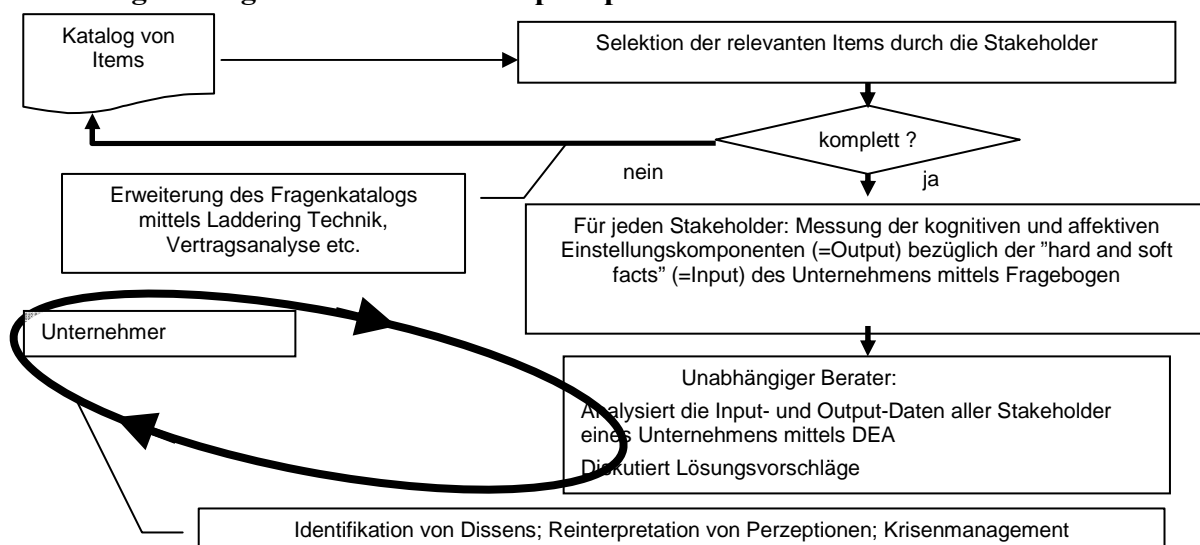 Katalog von
Items
Selektion der relevanten Items durch die Stakeholder
komplett ?
nein
ja
Erweiterung des Fragenkatalogs
mittels Laddering Technik,
Vertragsanalyse etc.
Für jeden Stakeholder: Messung der kognitiven und affektiven
Einstellungskomponenten (=Output) bezüglich der ”hard and soft
facts” (=Input) des Unternehmens mittels Fragebogen
Unternehmer
Unabhängiger Berater:
Analysiert die Input- und Output-Daten aller Stakeholder
eines Unternehmens mittels DEA
Diskutiert Lösungsvorschläge
Identifikation von Dissens; Reinterpretation von Perzeptionen; Krisenmanagement